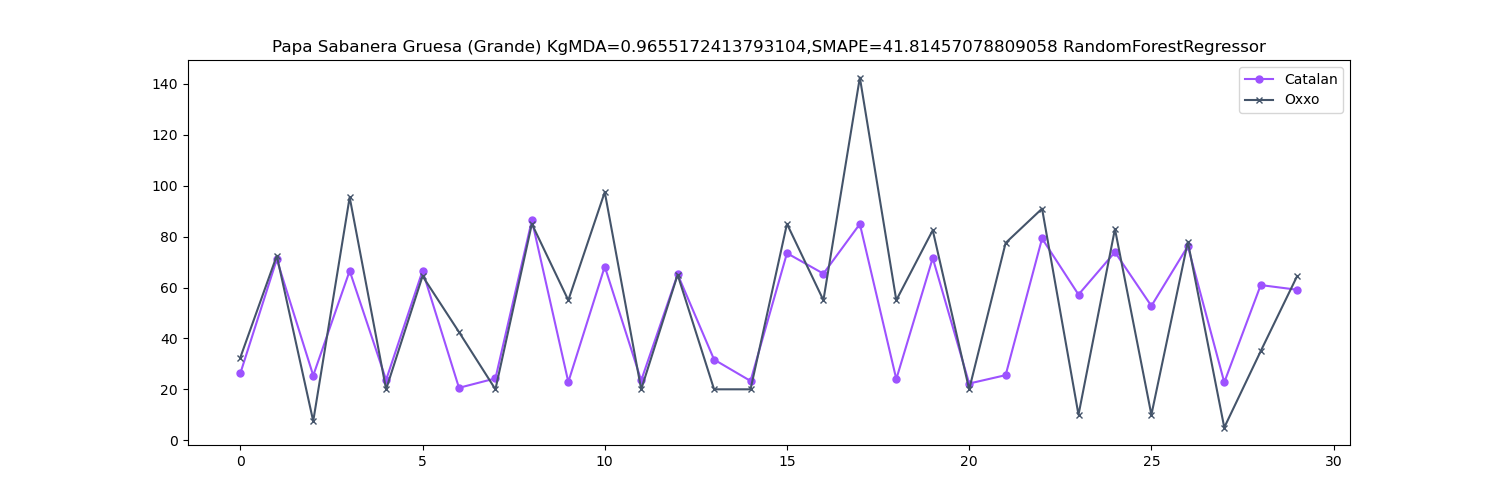 Papa Sabanera Gruesa (Grande) KgMDA=0.9655172413793104,SMAPE=41.81457078809058 RandomForestRegressor
Catalan
Oxxo
140
120
100
80
60
40
20
0
0 5 10 15 20 25 30